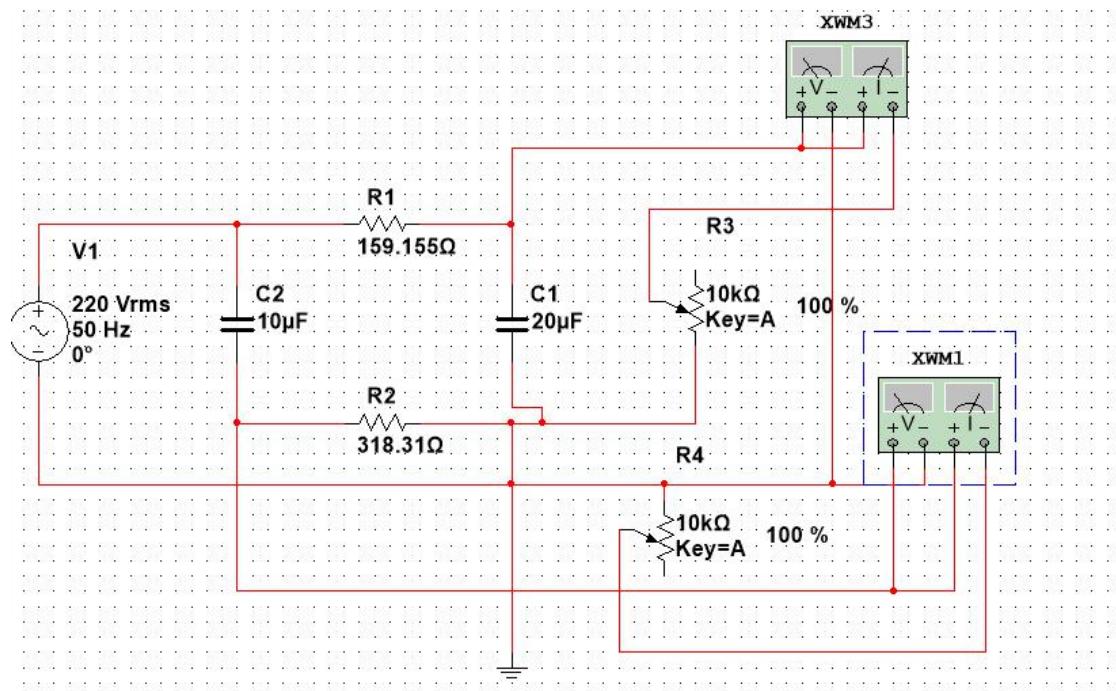 XWM3
+ V − + I −
R1
159.155Ω
V1
220 Vrms
50 Hz
0°
C2
10µF
C1
20µF
R3
10kΩ
Key=A
100 %
XWM1
+ V − + I −
R2
318.31Ω
R4
10kΩ
Key=A
100 %